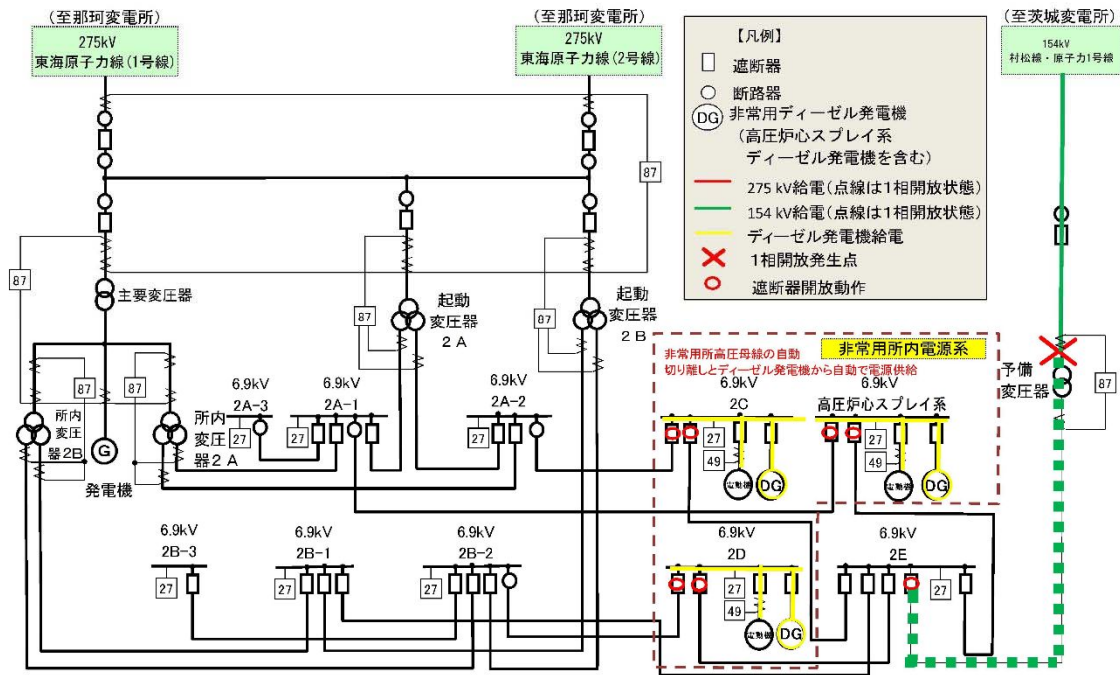 (至那珂変電所)
275kV
東海原子力線(1号線)
(至那珂変電所)
275kV
東海原子力線(2号線)
(至茨城変電所)
154kV
村松線・原子力1号線
【凡例】
遮断器
断路器
DG
非常用ディーゼル発電機
(高圧炉心スプレイ系
ディーゼル発電機を含む)
275 kV給電(点線は1相開放状態)
154 kV給電(点線は1相開放状態)
ディーゼル発電機給電
1相開放発生点
遮断器開放動作
87
87
主要変圧器
87
起動
変圧器
2A
起動
変圧器
2B
87
87
所内
変圧
器2B
G
発電機
所内
変圧
器2A
6.9kV
2A-3
27
6.9kV
2A-1
27
6.9kV
2A-2
27
非常用所高圧母線の自動
切り離しとディーゼル発電機から自動で電源供給
非常用所内電源系
6.9kV
2C
27
49
電動機
DG
6.9kV
高圧炉心スプレイ系
27
49
電動機
DG
予備
変圧器
87
6.9kV
2B-3
27
6.9kV
2B-1
27
6.9kV
2B-2
27
6.9kV
2D
27
49
電動機
DG
6.9kV
2E
27